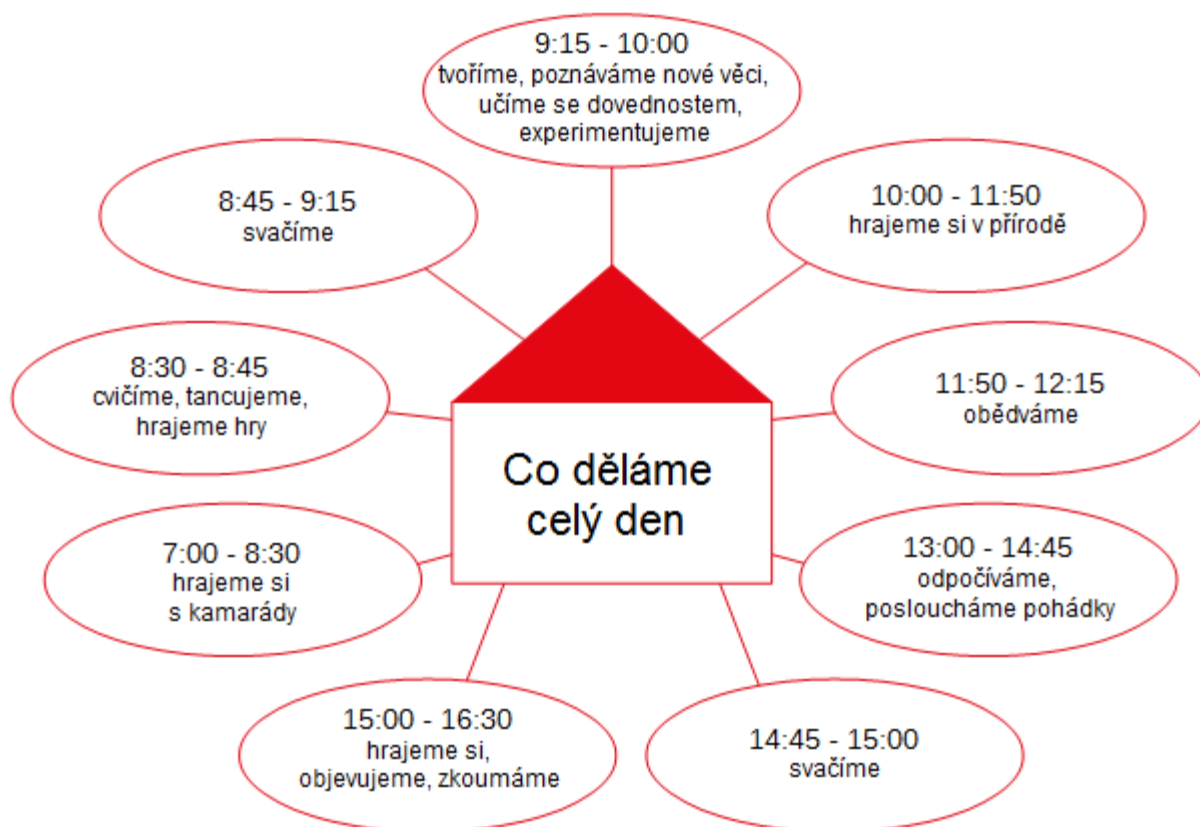 9:15 - 10:00
tvoříme, poznáváme nové věci,
učíme se dovednostem,
experimentujeme
8:45 - 9:15
svačíme
10:00 - 11:50
hrajeme si v přírodě
8:30 - 8:45
cvičíme, tancujeme,
hrajeme hry
11:50 - 12:15
obědváme
Co děláme
celý den
7:00 - 8:30
hrajeme si
s kamarády
13:00 - 14:45
odpočíváme,
posloucháme pohádky
15:00 - 16:30
hrajeme si,
objevujeme, zkoumáme
14:45 - 15:00
svačíme